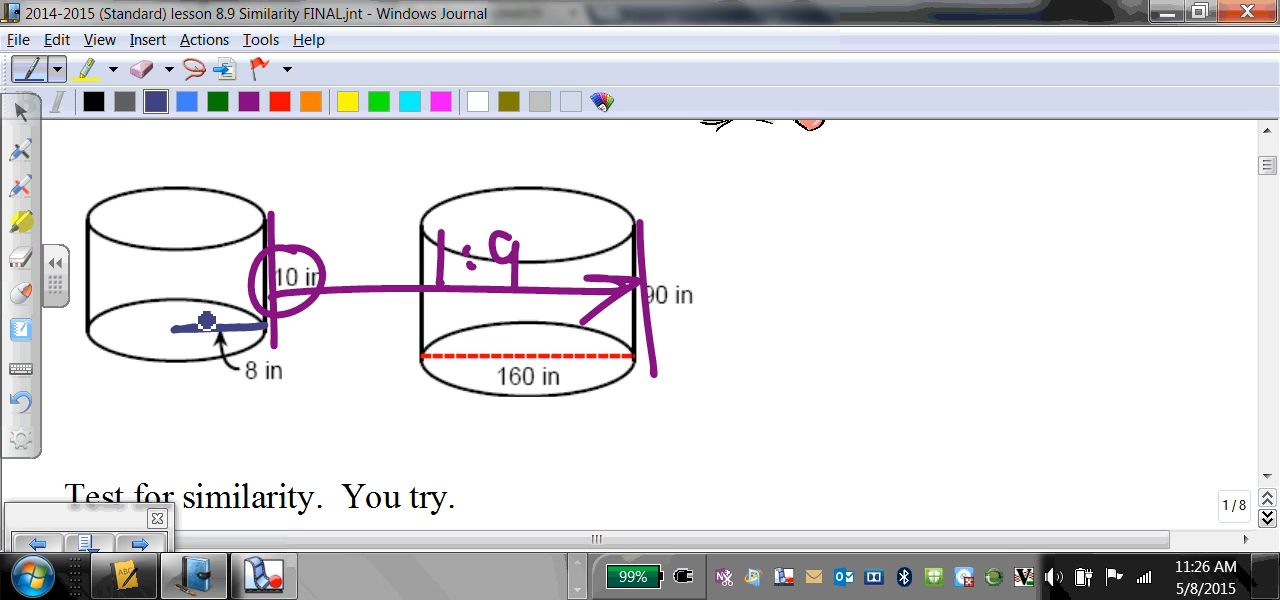 2014-2015 (Standard) lesson 8.9 Similarity FINAL.jnt - Windows Journal
File Edit View Insert Actions Tools Help
1:9
10 in
90 in
8 in
160 in
Test for similarity. You try.
1 / 8
99%
11:26 AM
5/8/2015